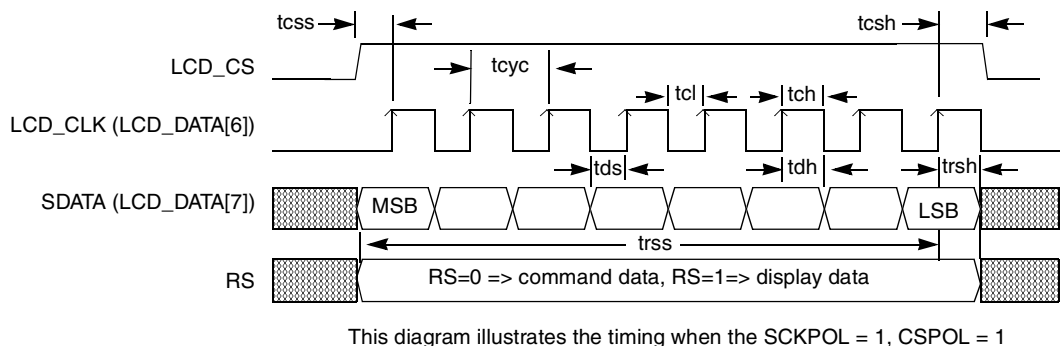 tcss
tcsh
LCD_CS
tcyc
tcl
tch
LCD_CLK (LCD_DATA[6])
tds
tdh
trsh
SDATA (LCD_DATA[7])
MSB
LSB
trss
RS
RS=0 => command data, RS=1=> display data
This diagram illustrates the timing when the SCKPOL = 1, CSPOL = 1